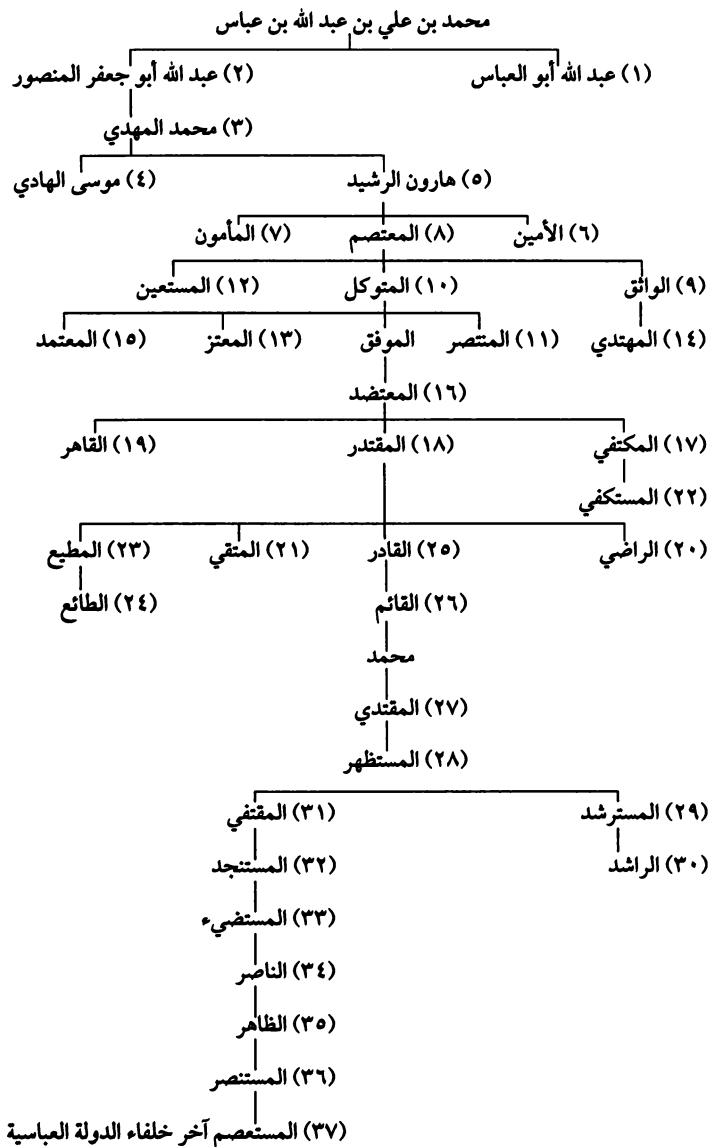 محمد بن علي بن عبد الله بن عباس
(١) عبد الله أبو العباس (٢) عبد الله أبو جعفر المنصور
(٣) محمد المهدي
(٥) هارون الرشيد (٤) موسى الهادي
(٦) الأمين (٨) المعتصم (٧) المأمون
(٩) الواثق (١٠) المتوكل (١٢) المستعين
(١٤) المهتدي (١١) المنتصر الموفق (١٣) المعتز (١٥) المعتمد
(١٦) المعتضد
(١٧) المكتفي (١٨) المقتدر (١٩) القاهر
(٢٢) المستكفي
(٢٠) الراضي (٢٥) القادر (٢١) المتقي (٢٣) المطيع
(٢٦) القائم (٢٤) الطائع
محمد
(٢٧) المقتدي
(٢٨) المستظهر
(٢٩) المسترشد (٣١) المقتفي
(٣٠) الراشد (٣٢) المستنجد
(٣٣) المستضيء
(٣٤) الناصر
(٣٥) الظاهر
(٣٦) المستنصر
(٣٧) المستعصم آخر خلفاء الدولة العباسية